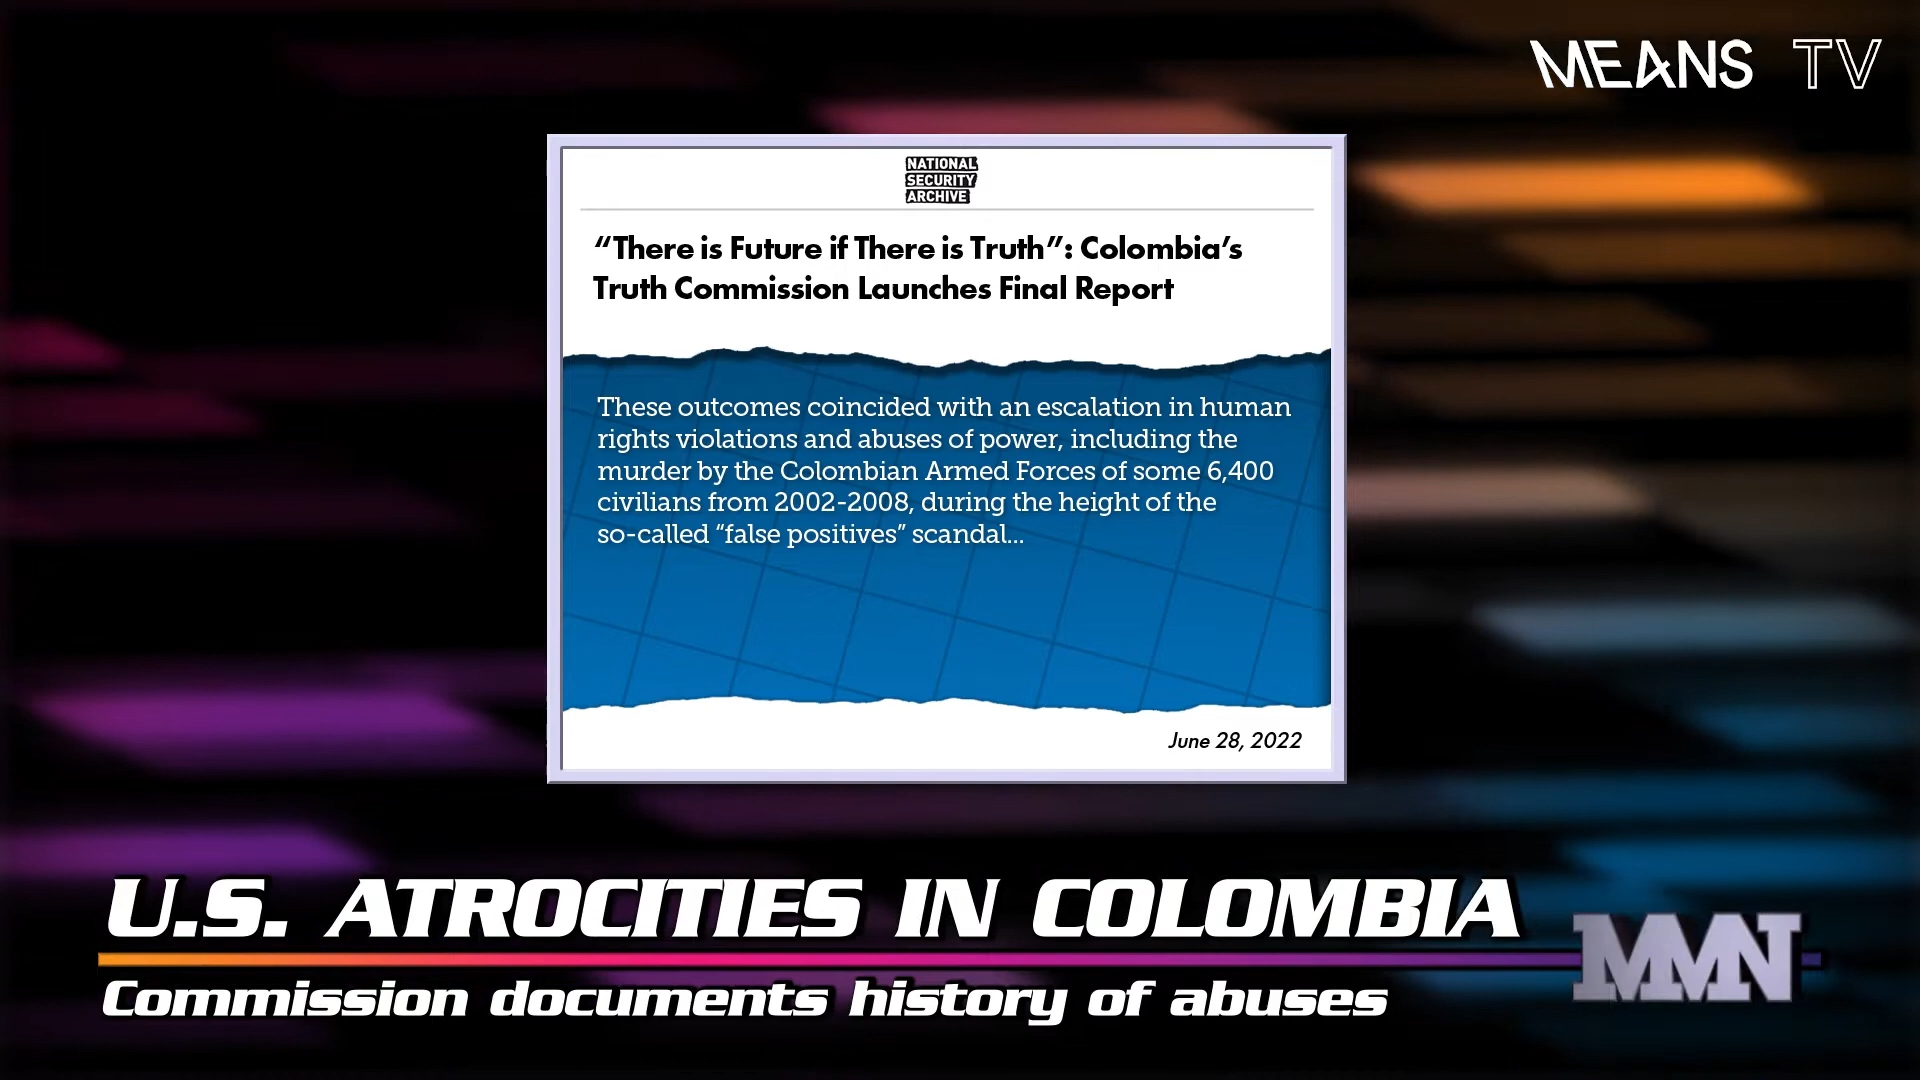 MEANS TV
NATIONAL
SECURITY
ARCHIVE
“There is Future if There is Truth”: Colombia’s
Truth Commission Launches Final Report
These outcomes coincided with an escalation in human
rights violations and abuses of power, including the
murder by the Colombian Armed Forces of some 6,400
civilians from 2002-2008, during the height of the
so-called “false positives” scandal...
June 28, 2022
U.S. ATROCITIES IN COLOMBIA
Commission documents history of abuses
MMN